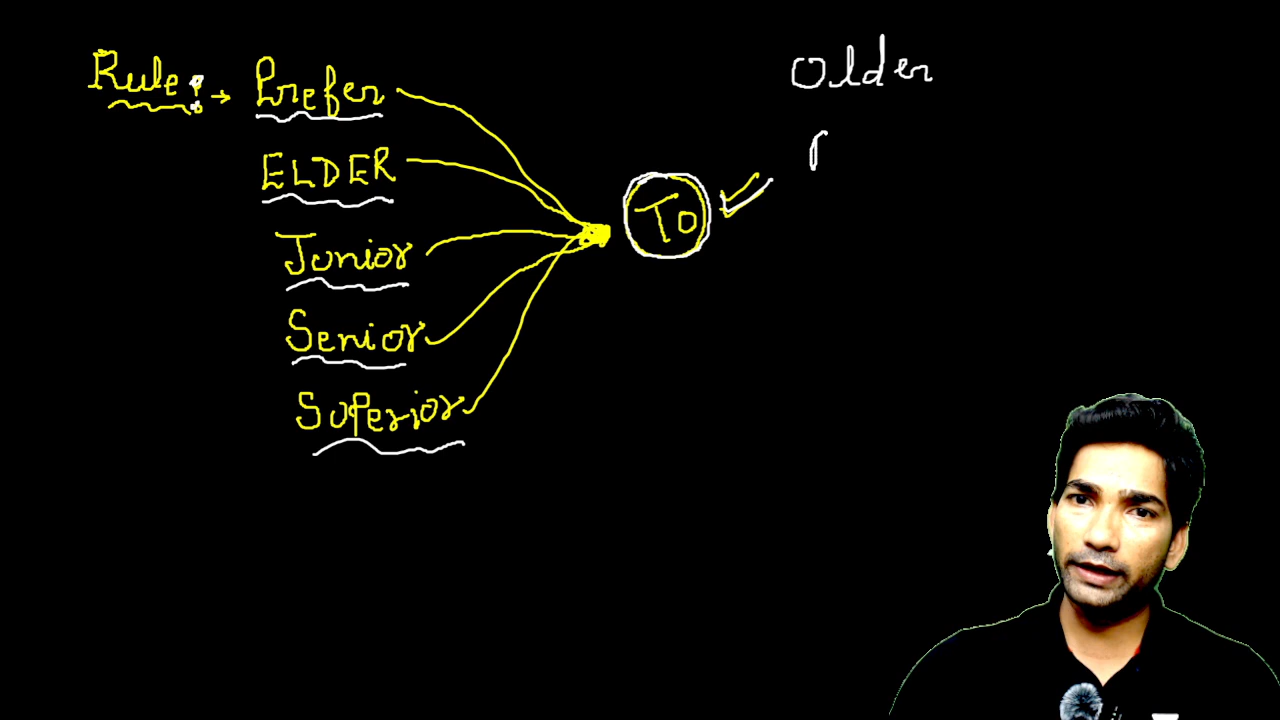 Rule: → Prefer
ELDER
Junior
Senior
Superior
To
Older